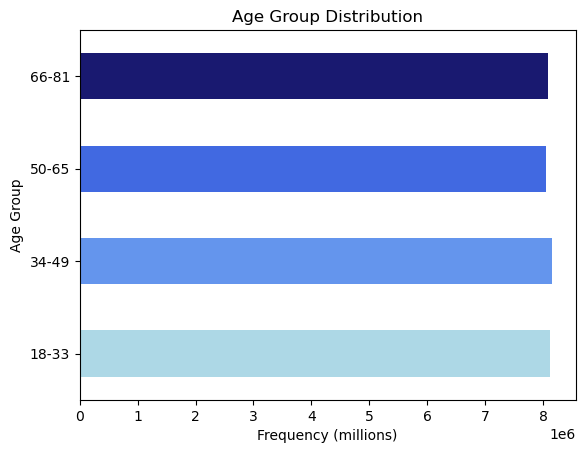 Age Group Distribution
Age Group
66-81
50-65
34-49
18-33
0 1 2 3 4 5 6 7 8
1e6
Frequency (millions)